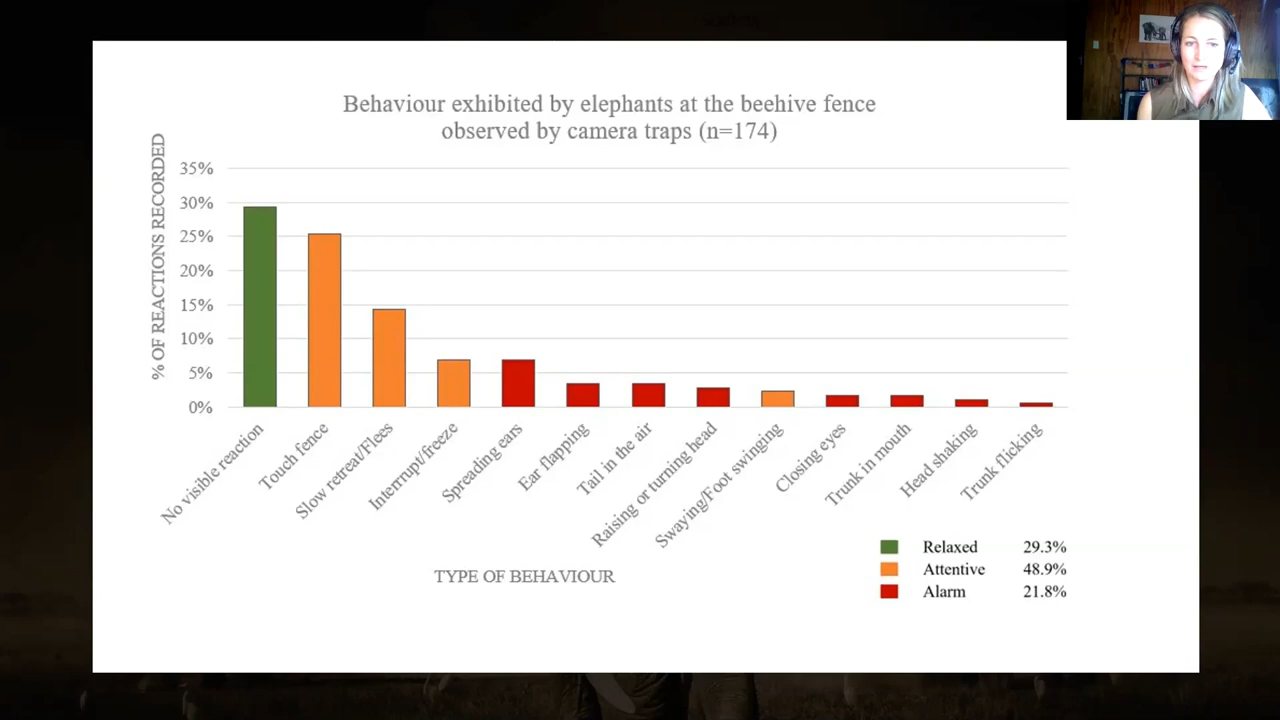 Behaviour exhibited by elephants at the beehive fence
observed by camera traps (n=174)
% OF REACTIONS RECORDED
35%
30%
25%
20%
15%
10%
5%
0%
No visible reaction
Touch fence
Slow retreat/Flees
Interrrupt/freeze
Spreading ears
Ear flapping
Tail in the air
Raising or turning head
Swaying/Foot swinging
Closing eyes
Trunk in mouth
Head shaking
Trunk flicking
TYPE OF BEHAVIOUR
Relaxed 29.3%
Attentive 48.9%
Alarm 21.8%